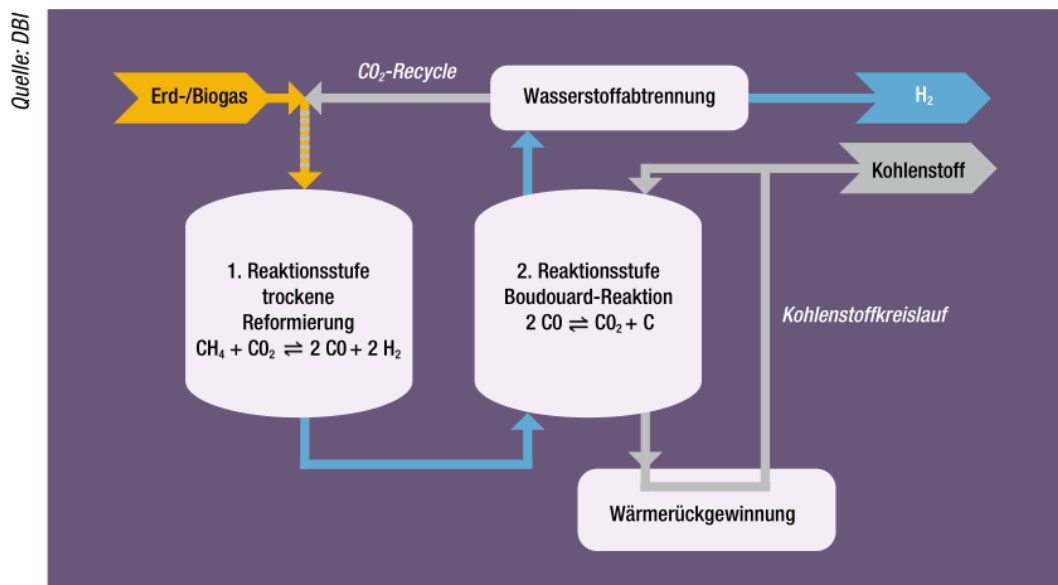 Quelle: DBI
CO₂-Recycle
Erd-/Biogas
Wasserstoffabtrennung
H₂
Kohlenstoff
1. Reaktionsstufe
trockene
Reformierung
CH₄ + CO₂ ⇌ 2 CO + 2 H₂
2. Reaktionsstufe
Boudouard-Reaktion
2 CO ⇌ CO₂ + C
Kohlenstoffkreislauf
Wärmerückgewinnung